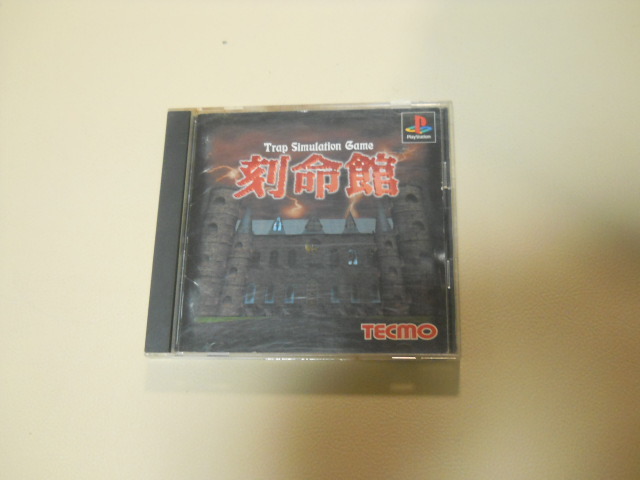 PlayStation
Trap Simulation Game
刻命館
TECMO